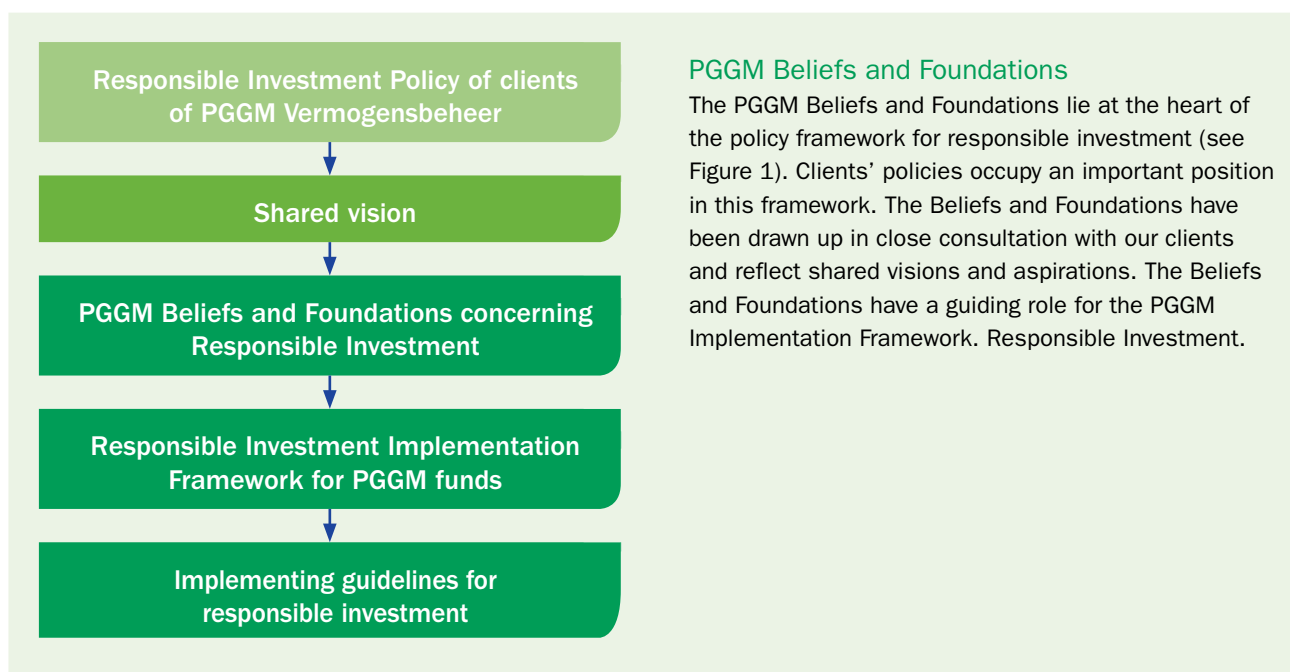 Responsible Investment Policy of clients
of PGGM Vermogensbeheer
Shared vision
PGGM Beliefs and Foundations concerning
Responsible Investment
Responsible Investment Implementation
Framework for PGGM funds
Implementing guidelines for
responsible investment
PGGM Beliefs and Foundations
The PGGM Beliefs and Foundations lie at the heart of
the policy framework for responsible investment (see
Figure 1). Clients’ policies occupy an important position
in this framework. The Beliefs and Foundations have
been drawn up in close consultation with our clients
and reflect shared visions and aspirations. The Beliefs
and Foundations have a guiding role for the PGGM
Implementation Framework. Responsible Investment.